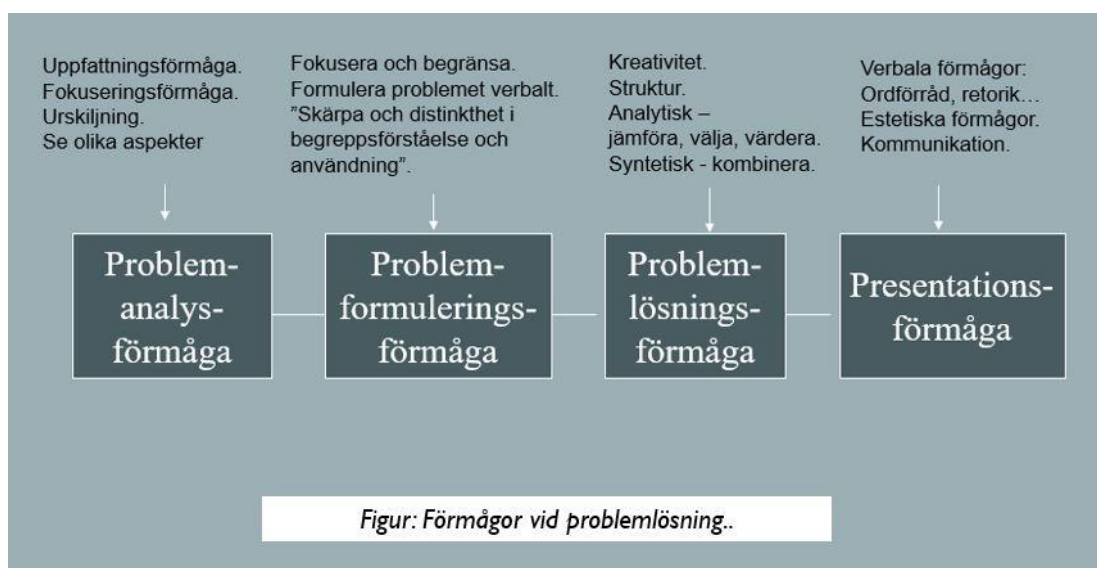 Uppfattningsförmåga.
Fokuseringsförmåga.
Urskiljning.
Se olika aspekter
Fokusera och begränsa.
Formulera problemet verbalt.
”Skärpa och distinkthet i
begreppsförståelse och
användning”.
Kreativitet.
Struktur.
Analytisk –
jämföra, välja, värdera.
Syntetisk - kombinera.
Verbala förmågor:
Ordförråd, retorik…
Estetiska förmågor.
Kommunikation.
Problem-
analys-
förmåga
Problem-
formulerings-
förmåga
Problem-
lösnings-
förmåga
Presentations-
förmåga
Figur: Förmågor vid problemlösning..